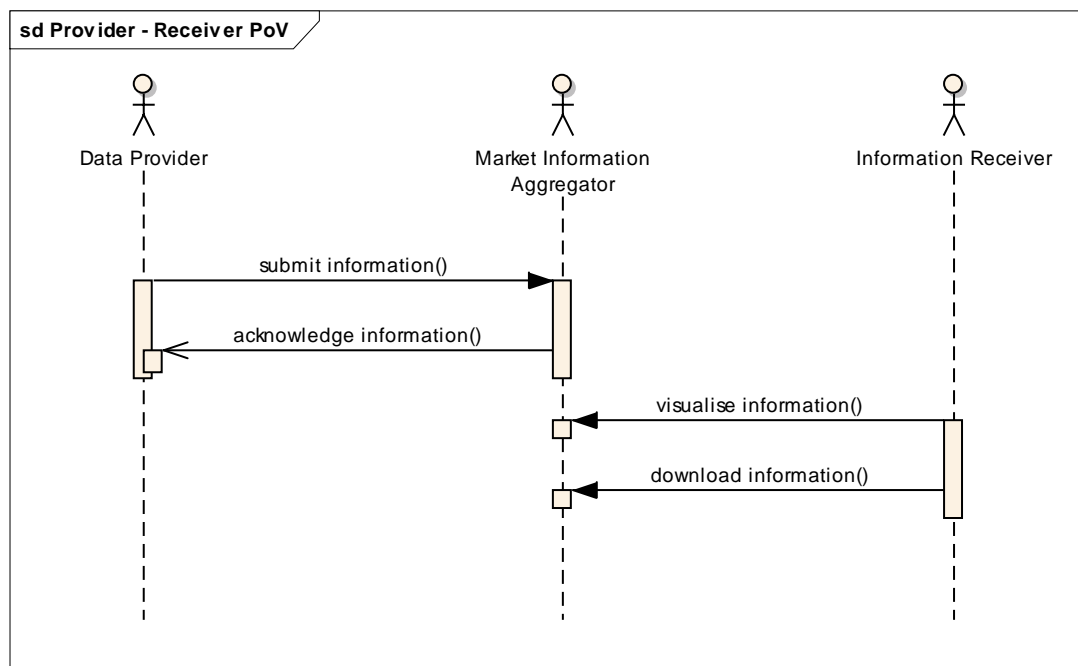 sd Provider - Receiver PoV
Data Provider
Market Information
Aggregator
Information Receiver
submit information()
acknowledge information()
visualise information()
download information()